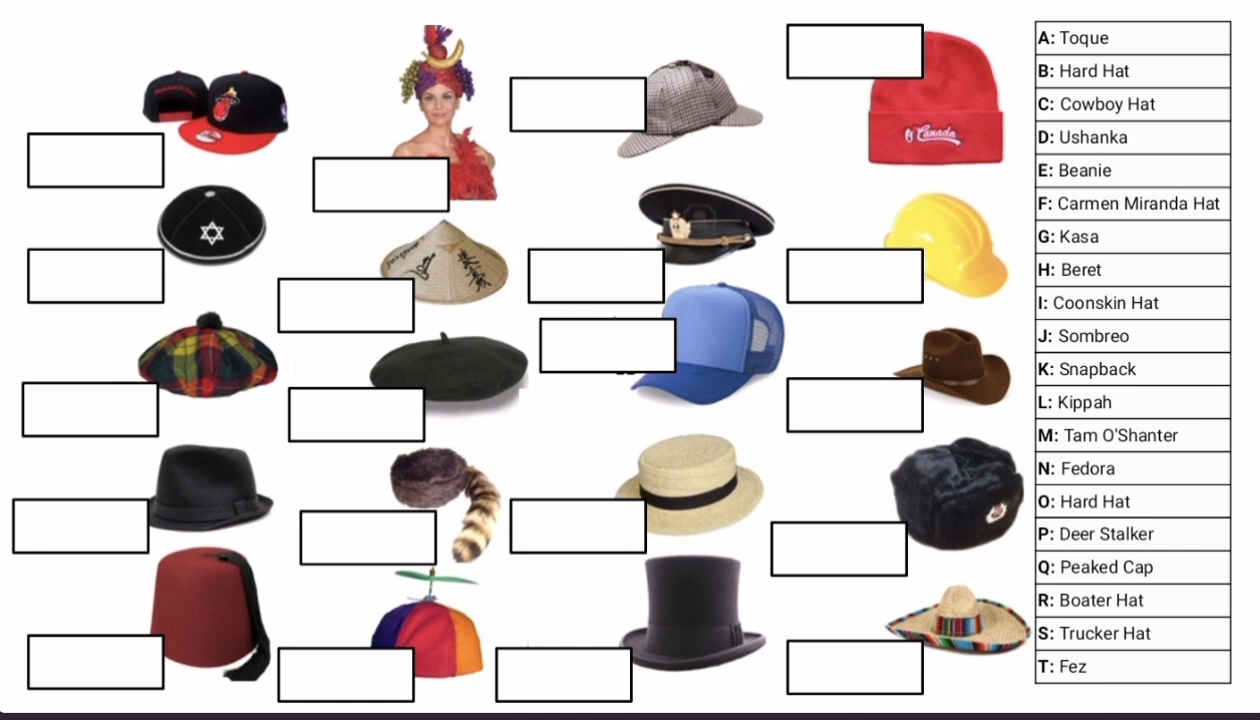 A: Toque
B: Hard Hat
C: Cowboy Hat
D: Ushanka
E: Beanie
F: Carmen Miranda Hat
G: Kasa
H: Beret
I: Coonskin Hat
J: Sombreo
K: Snapback
L: Kippah
M: Tam O'Shanter
N: Fedora
O: Hard Hat
P: Deer Stalker
Q: Peaked Cap
R: Boater Hat
S: Trucker Hat
T: Fez
Canada